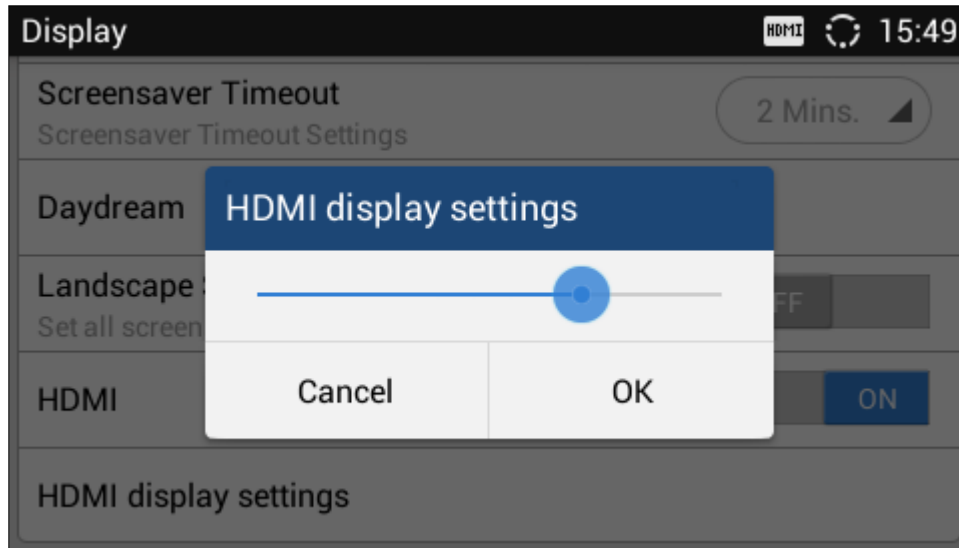 Display
HDMI
15:49
Screensaver Timeout
Screensaver Timeout Settings
2 Mins.
Daydream
HDMI display settings
Landscape
Set all screen
FF
HDMI
ON
Cancel
OK
HDMI display settings